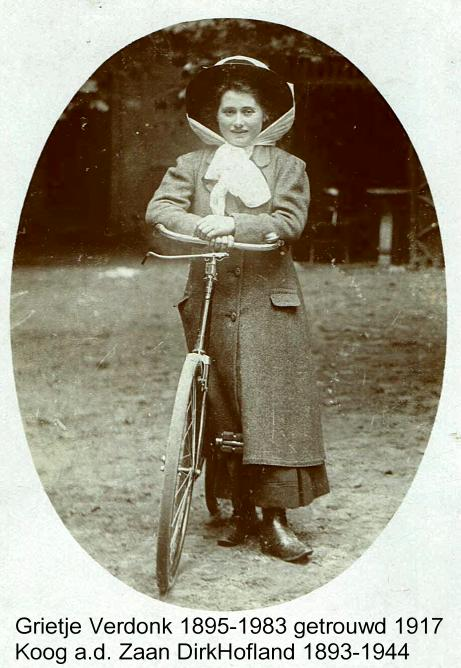 Grietje Verdonk 1895-1983 getrouwd 1917
Koog a.d. Zaan DirkHofland 1893-1944